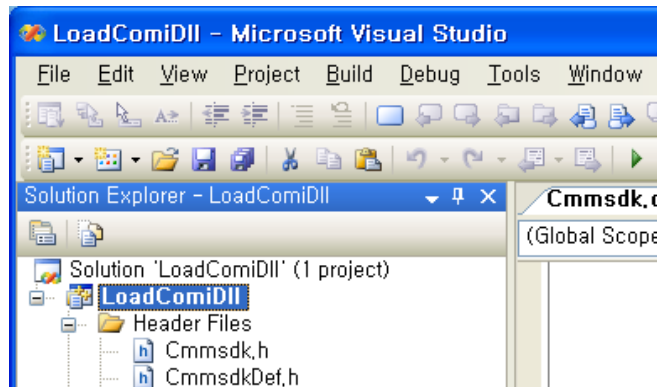 LoadComiDll - Microsoft Visual Studio
File Edit View Project Build Debug Tools Window
Solution Explorer - LoadComiDll
Cmmsdk.c
(Global Scope
Solution 'LoadComiDll' (1 project)
LoadComiDll
Header Files
Cmmsdk.h
CmmsdkDef.h